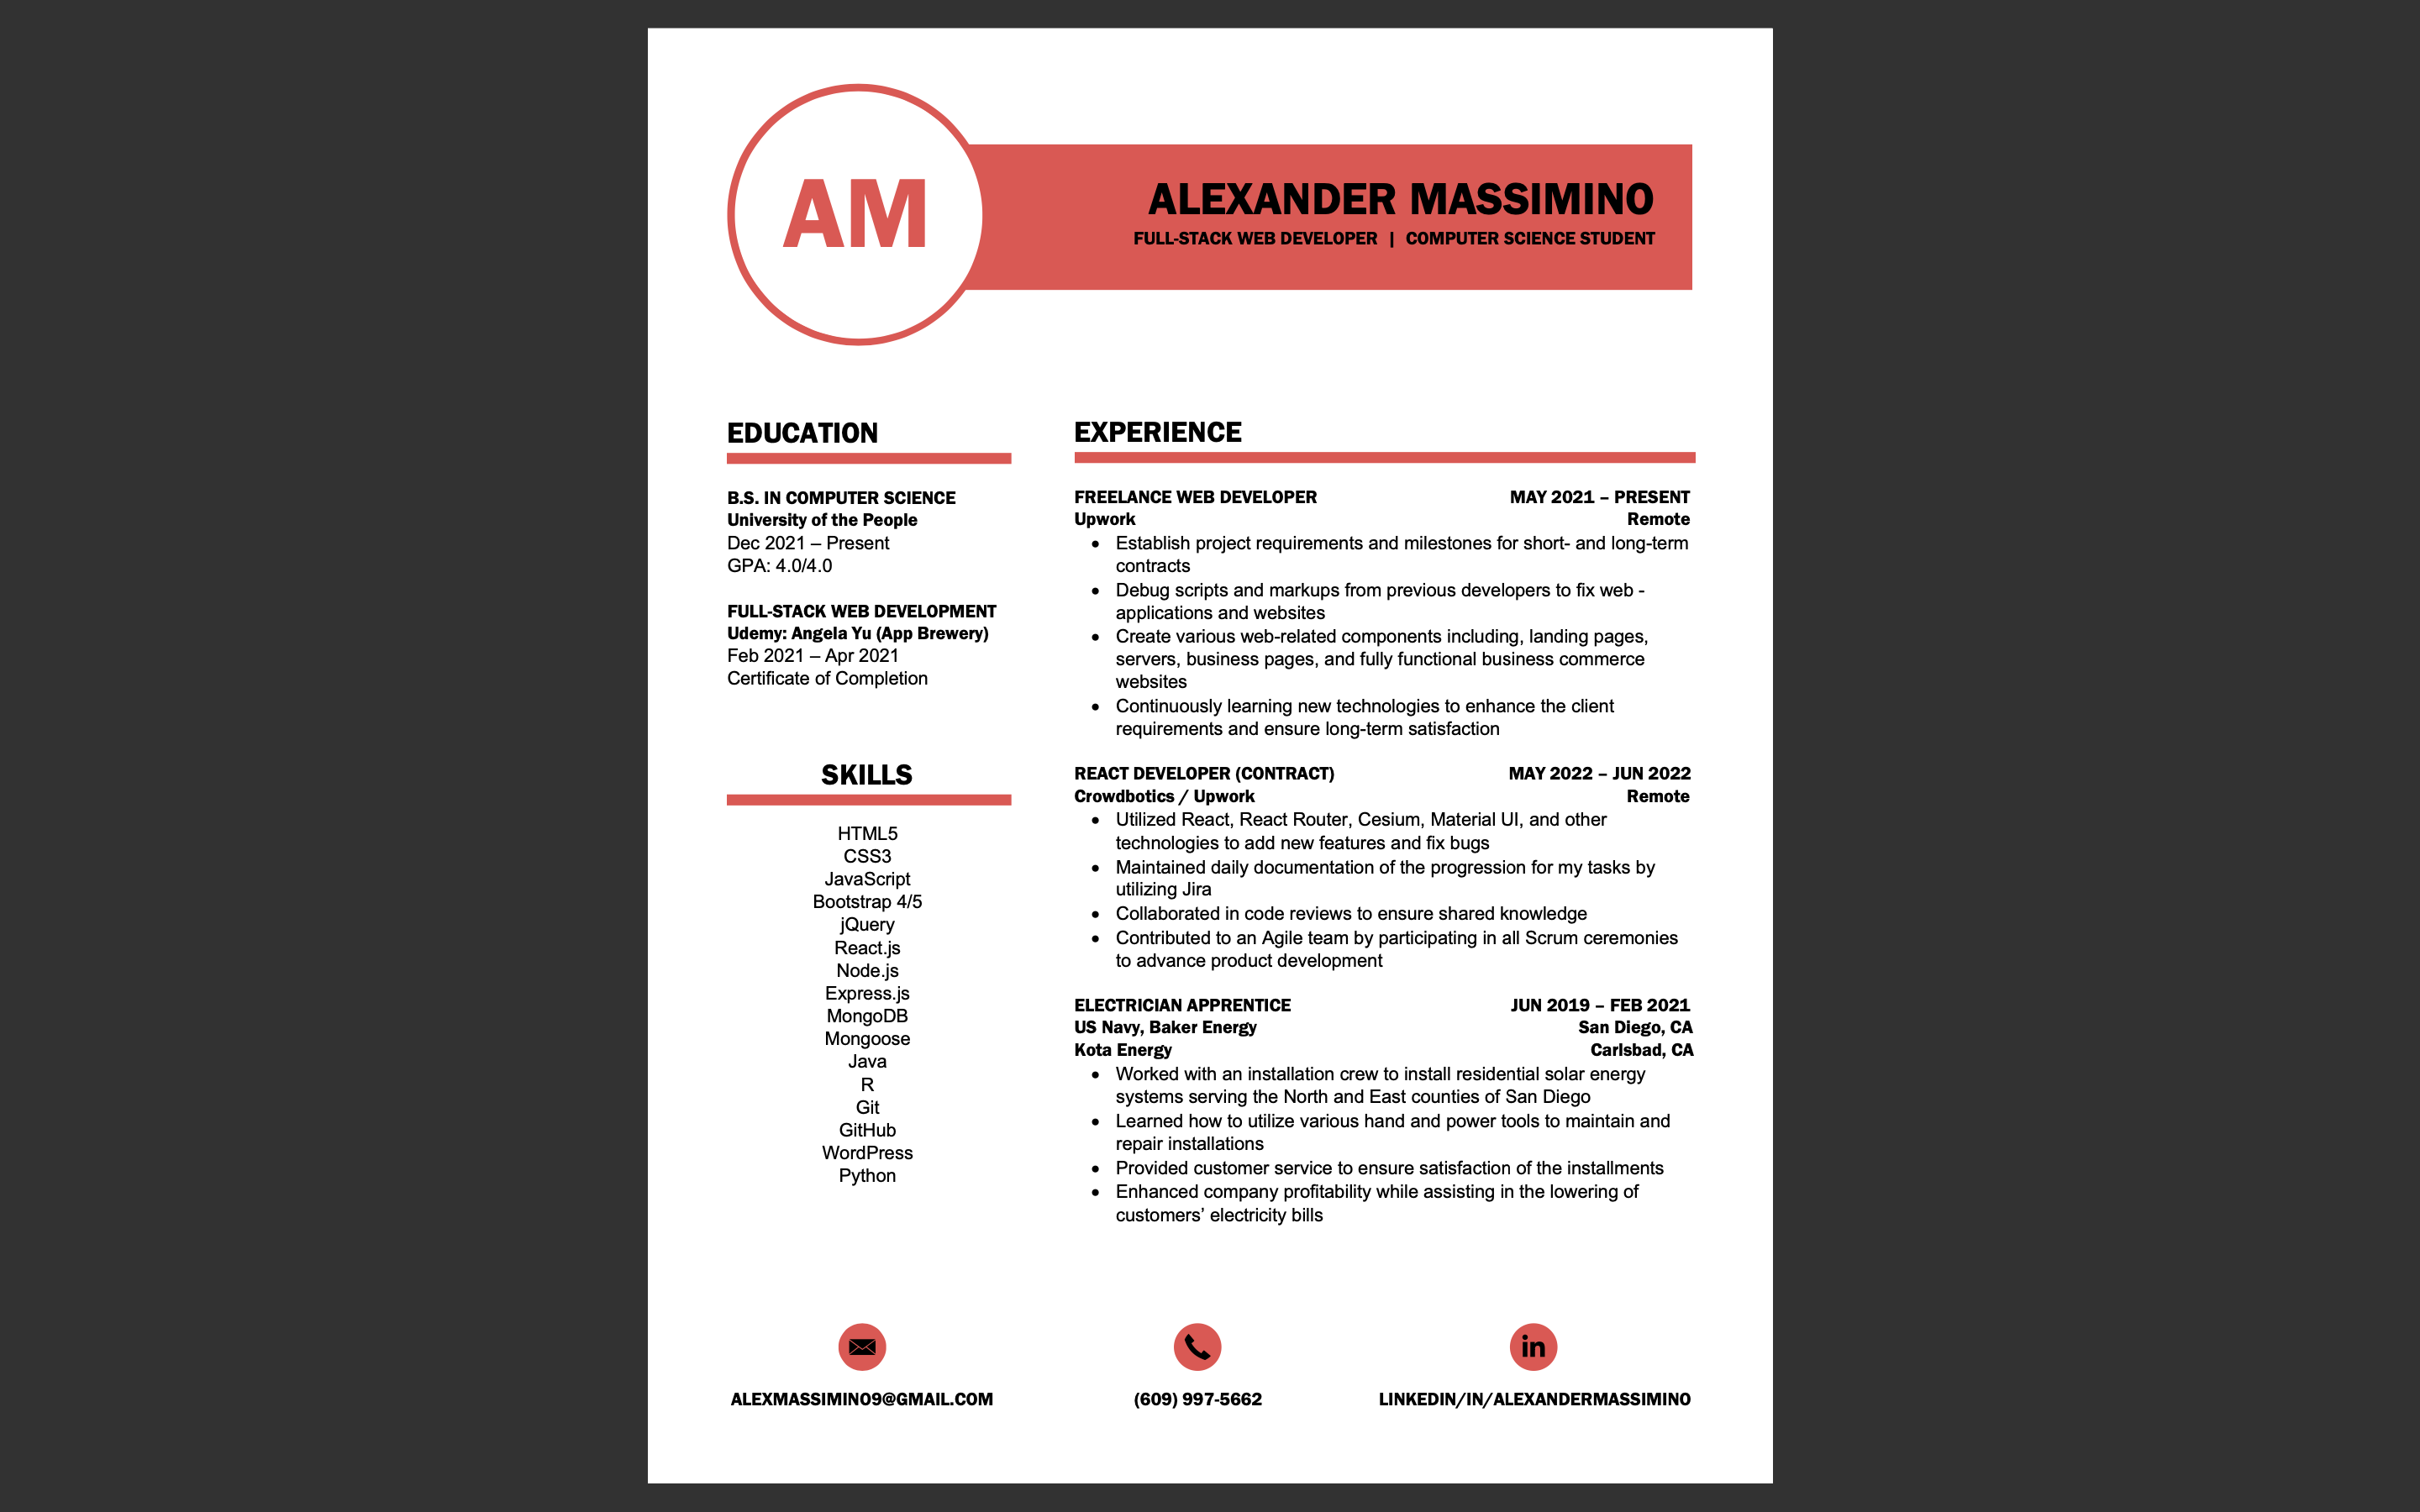 AM
ALEXANDER MASSIMINO
FULL-STACK WEB DEVELOPER | COMPUTER SCIENCE STUDENT
EDUCATION
B.S. IN COMPUTER SCIENCE
University of the People
Dec 2021 – Present
GPA: 4.0/4.0
FULL-STACK WEB DEVELOPMENT
Udemy: Angela Yu (App Brewery)
Feb 2021 – Apr 2021
Certificate of Completion
SKILLS
HTML5
CSS3
JavaScript
Bootstrap 4/5
jQuery
React.js
Node.js
Express.js
MongoDB
Mongoose
Java
R
Git
GitHub
WordPress
Python
EXPERIENCE
FREELANCE WEB DEVELOPER MAY 2021 – PRESENT
Upwork Remote
• Establish project requirements and milestones for short- and long-term
contracts
• Debug scripts and markups from previous developers to fix web -
applications and websites
• Create various web-related components including, landing pages,
servers, business pages, and fully functional business commerce
websites
• Continuously learning new technologies to enhance the client
requirements and ensure long-term satisfaction
REACT DEVELOPER (CONTRACT) MAY 2022 – JUN 2022
Crowdbotics / Upwork Remote
• Utilized React, React Router, Cesium, Material UI, and other
technologies to add new features and fix bugs
• Maintained daily documentation of the progression for my tasks by
utilizing Jira
• Collaborated in code reviews to ensure shared knowledge
• Contributed to an Agile team by participating in all Scrum ceremonies
to advance product development
ELECTRICIAN APPRENTICE JUN 2019 – FEB 2021
US Navy, Baker Energy San Diego, CA
Kota Energy Carlsbad, CA
• Worked with an installation crew to install residential solar energy
systems serving the North and East counties of San Diego
• Learned how to utilize various hand and power tools to maintain and
repair installations
• Provided customer service to ensure satisfaction of the installments
• Enhanced company profitability while assisting in the lowering of
customers’ electricity bills
in
ALEXMASSIMINO9@GMAIL.COM
(609) 997-5662
LINKEDIN/IN/ALEXANDERMASSIMINO